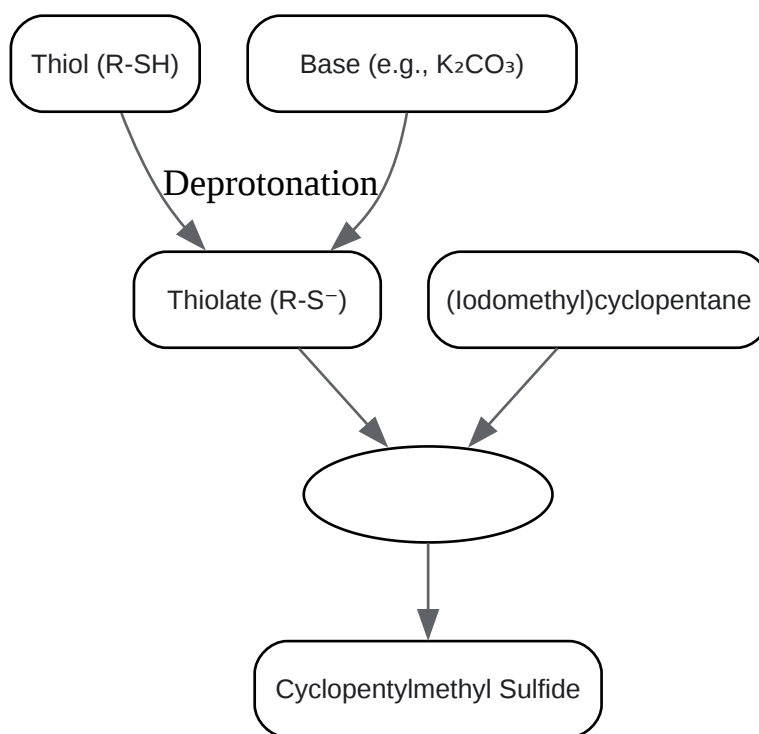 Thiol (R-SH)
Base (e.g., K₂CO₃)
Deprotonation
Thiolate (R-S⁻)
(Iodomethyl)cyclopentane
Cyclopentylmethyl Sulfide